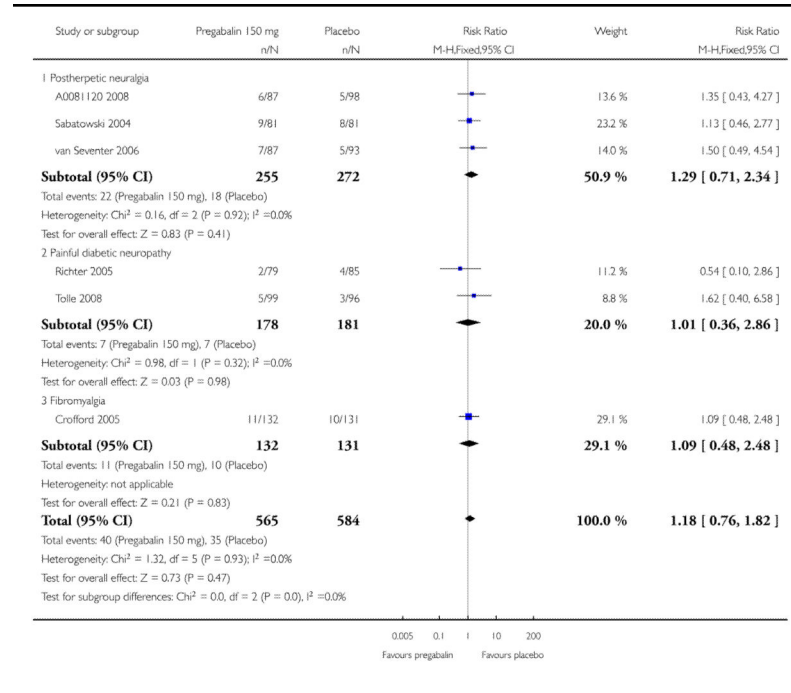 Study or subgroup Pregabalin 150 mg Placebo Risk Ratio Weight Risk Ratio
n/N n/N M-H,Fixed,95% CI M-H,Fixed,95% CI
1 Postherpetic neuralgia
A0081120 2008 6/87 5/98 13.6 % 1.35 [ 0.43, 4.27 ]
Sabatowski 2004 9/81 8/81 23.2 % 1.13 [ 0.46, 2.77 ]
van Seventer 2006 7/87 5/93 14.0 % 1.50 [ 0.49, 4.54 ]
Subtotal (95% CI) 255 272 50.9 % 1.29 [ 0.71, 2.34 ]
Total events: 22 (Pregabalin 150 mg), 18 (Placebo)
Heterogeneity: Chi² = 0.16, df = 2 (P = 0.92); I² =0.0%
Test for overall effect: Z = 0.83 (P = 0.41)
2 Painful diabetic neuropathy
Richter 2005 2/79 4/85 11.2 % 0.54 [ 0.10, 2.86 ]
Tolle 2008 5/99 3/96 8.8 % 1.62 [ 0.40, 6.58 ]
Subtotal (95% CI) 178 181 20.0 % 1.01 [ 0.36, 2.86 ]
Total events: 7 (Pregabalin 150 mg), 7 (Placebo)
Heterogeneity: Chi² = 0.98, df = 1 (P = 0.32); I² =0.0%
Test for overall effect: Z = 0.03 (P = 0.98)
3 Fibromyalgia
Crofford 2005 11/132 10/131 29.1 % 1.09 [ 0.48, 2.48 ]
Subtotal (95% CI) 132 131 29.1 % 1.09 [ 0.48, 2.48 ]
Total events: 11 (Pregabalin 150 mg), 10 (Placebo)
Heterogeneity: not applicable
Test for overall effect: Z = 0.21 (P = 0.83)
Total (95% CI) 565 584 100.0 % 1.18 [ 0.76, 1.82 ]
Total events: 40 (Pregabalin 150 mg), 35 (Placebo)
Heterogeneity: Chi² = 1.32, df = 5 (P = 0.93); I² =0.0%
Test for overall effect: Z = 0.73 (P = 0.47)
Test for subgroup differences: Chi² = 0.0, df = 2 (P = 0.0), I² =0.0%
0.005 0.1 1 10 200
Favours pregabalin Favours placebo